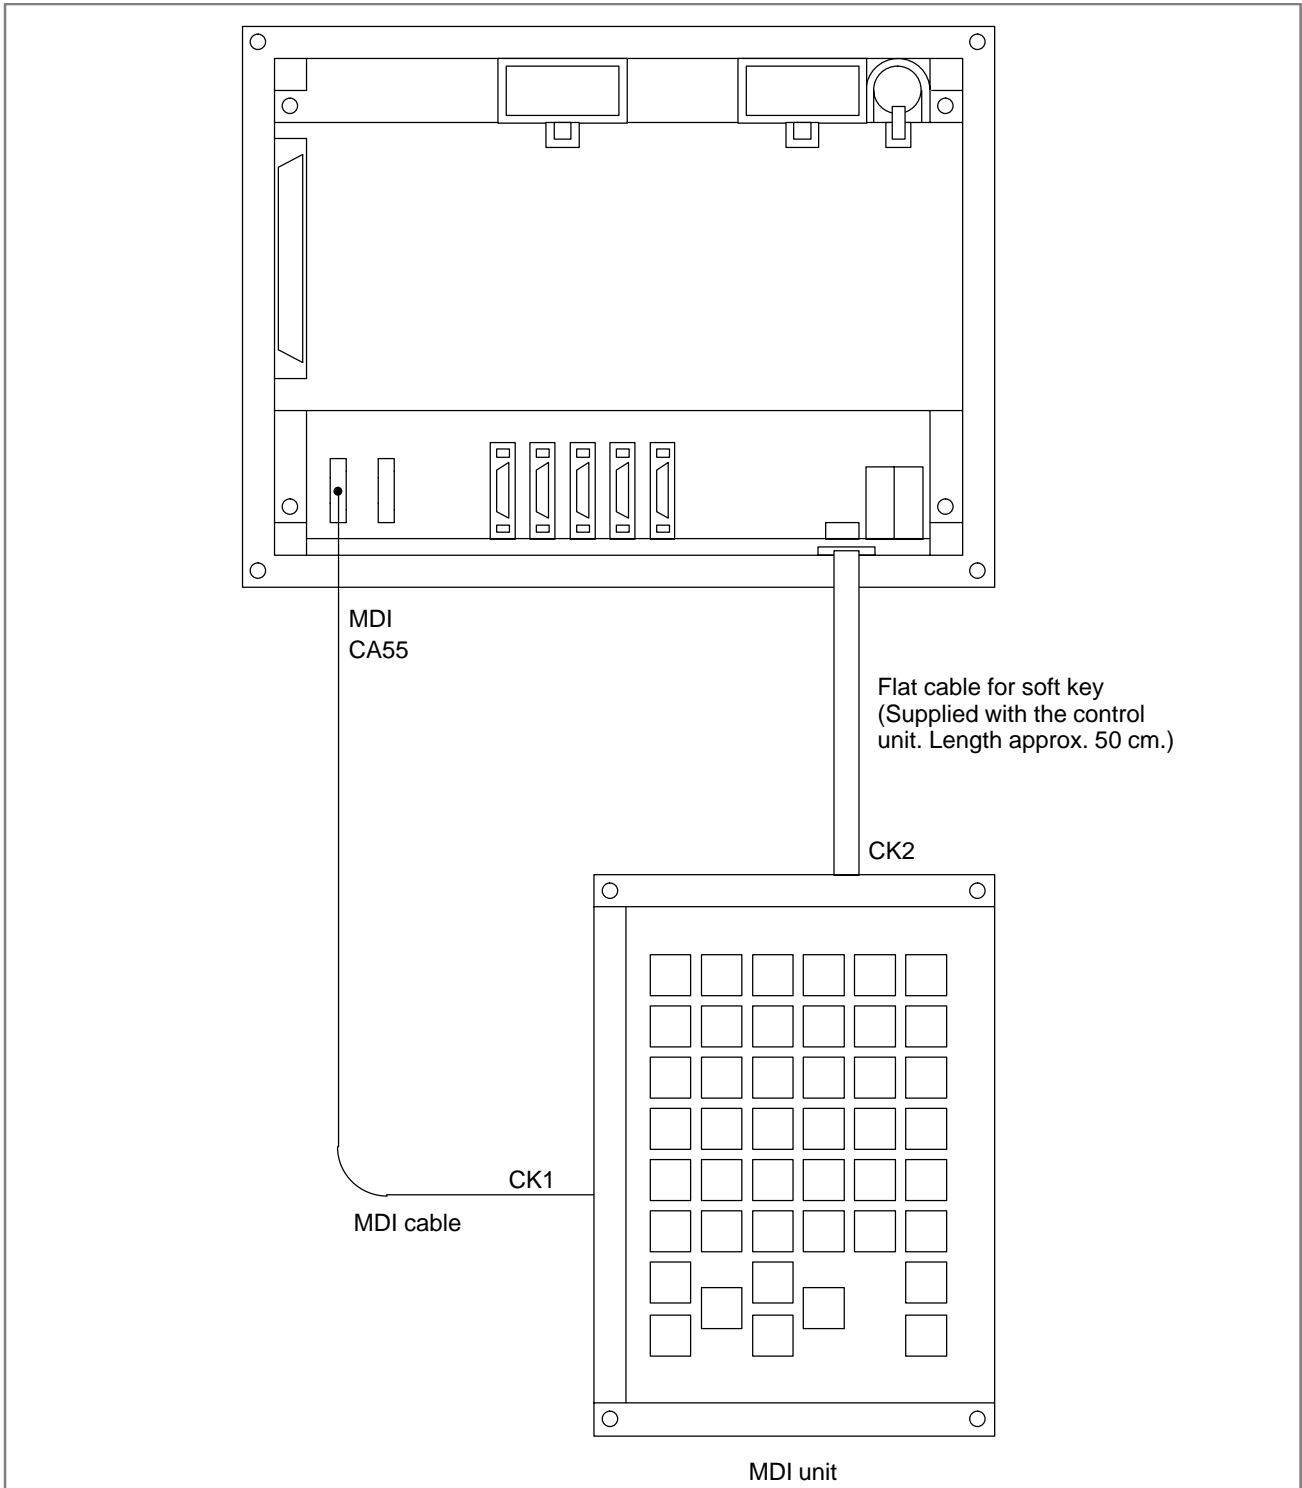 MDI
CA55
Flat cable for soft key
(Supplied with the control
unit. Length approx. 50 cm.)
CK2
CK1
MDI cable
MDI unit